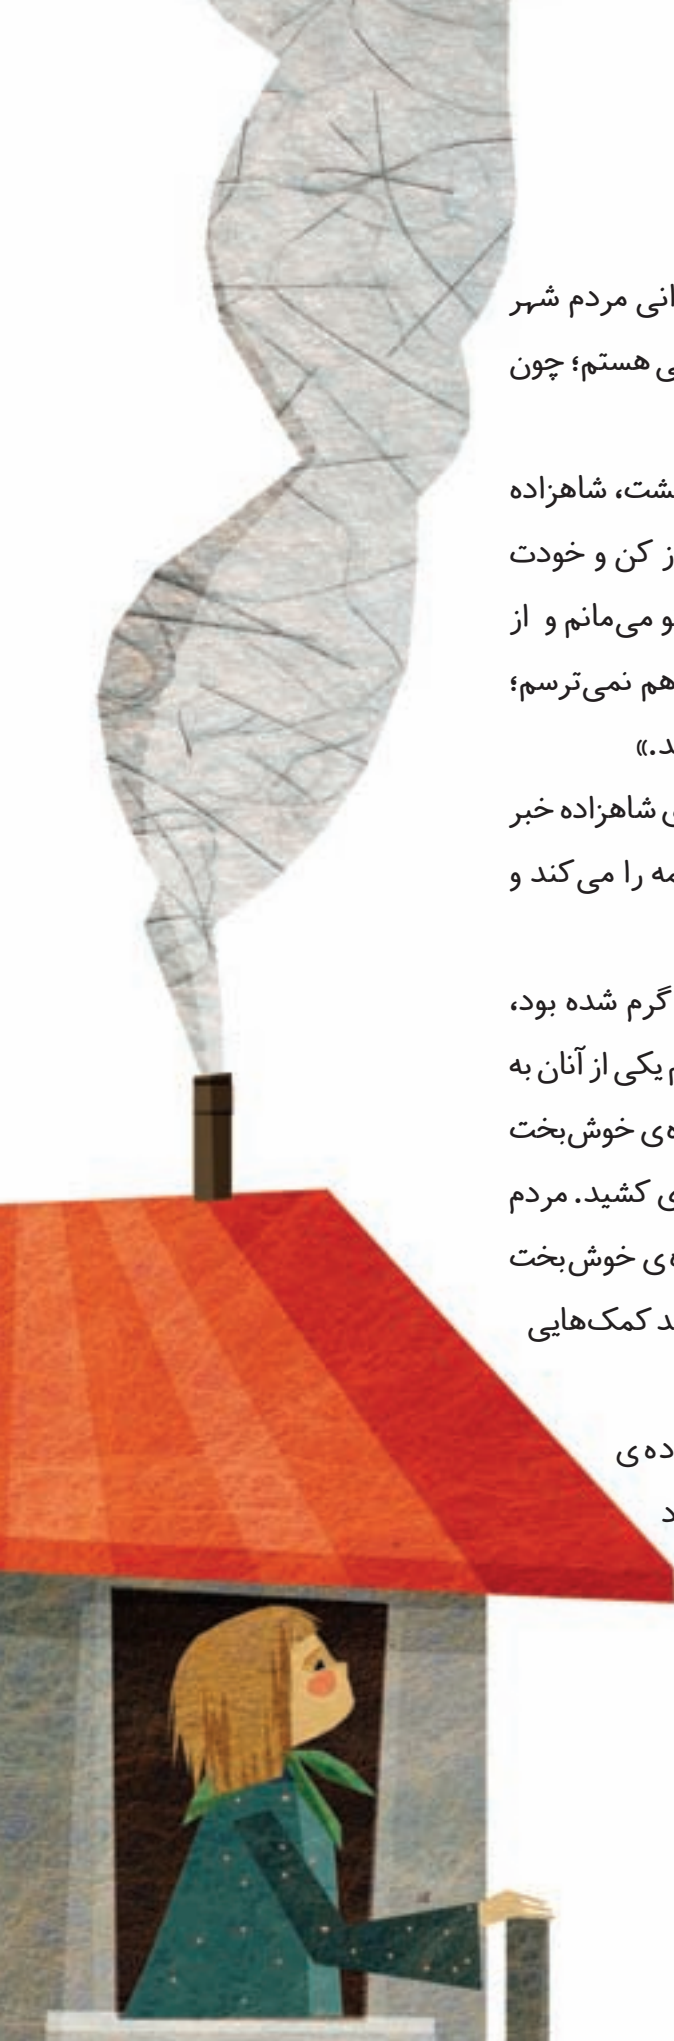 انی مردم شهر
ی هستم؛ چون
شت، شاهزاده
ز کن و خودت
و می‌مانم و از
هم نمی‌ترسم؛
د.»
ی شاهزاده خبر
مه را می‌کند و
گرم شده بود،
م یکی از آنان به
ه‌ی خوش‌بخت
ی کشید. مردم
ه‌ی خوش‌بخت
ند کمک‌هایی
ده‌ی
د